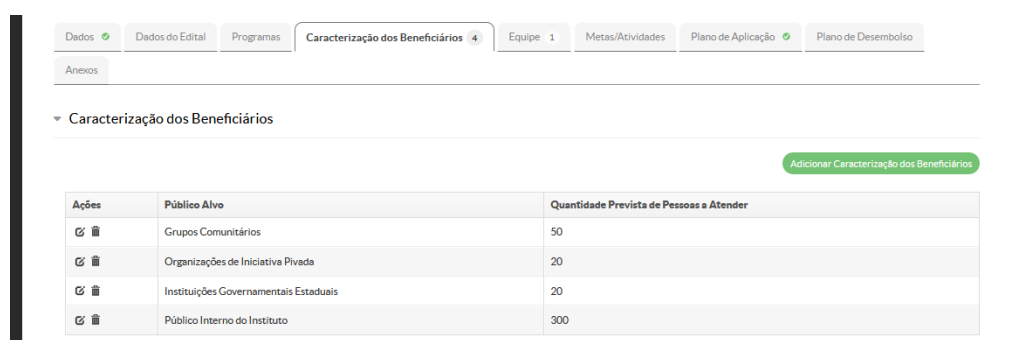 Dados Dados do Edital Programas Caracterização dos Beneficiários 4 Equipe 1 Metas/Atividades Plano de Aplicação Plano de Desembolso
Anexos
Caracterização dos Beneficiários
Adicionar Caracterização dos Beneficiários
Ações Público Alvo Quantidade Prevista de Pessoas a Atender
Grupos Comunitários 50
Organizações de Iniciativa Pivada 20
Instituições Governamentais Estaduais 20
Público Interno do Instituto 300